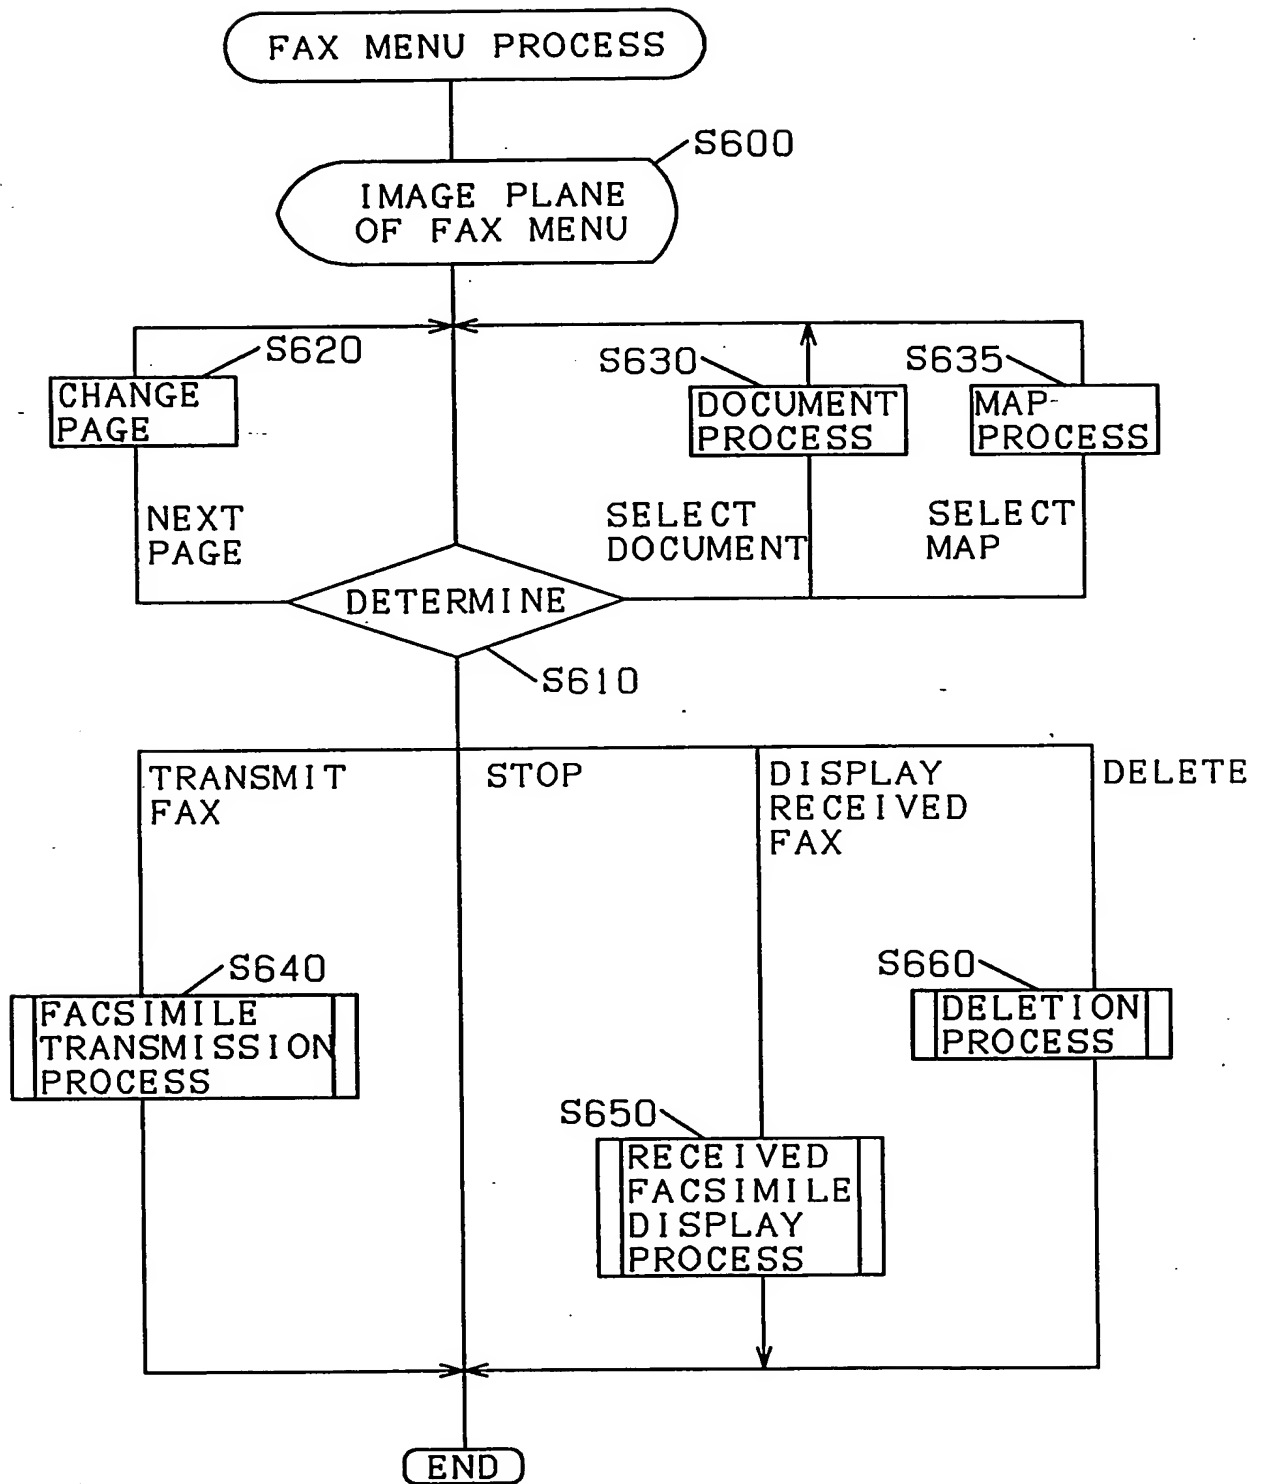 FAX MENU PROCESS
S600
IMAGE PLANE
OF FAX MENU
S620
S630
S635
CHANGE
PAGE
DOCUMENT
PROCESS
MAP
PROCESS
NEXT
PAGE
SELECT
DOCUMENT
SELECT
MAP
DETERMINE
S610
TRANSMIT
FAX
STOP
DISPLAY
RECEIVED
FAX
DELETE
S640
S660
FACSIMILE
TRANSMISSION
PROCESS
DELETION
PROCESS
S650
RECEIVED
FACSIMILE
DISPLAY
PROCESS
END